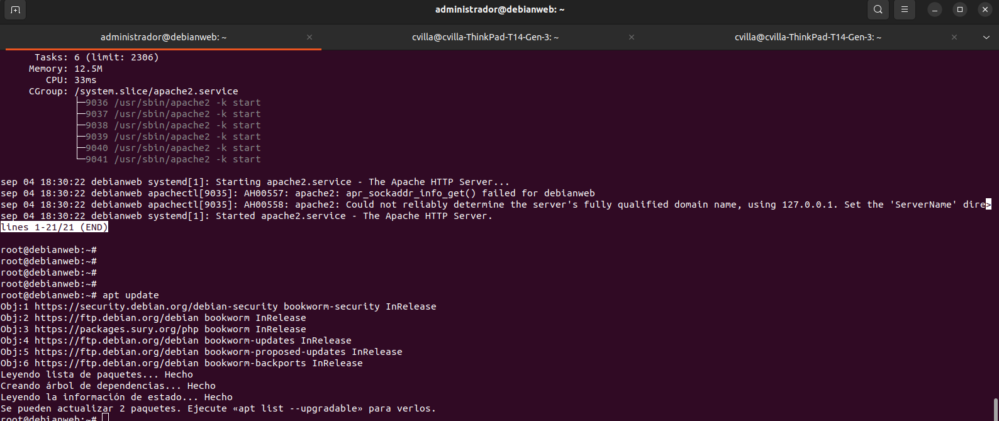 administrador@debianweb: ~
administrador@debianweb: ~ × cvilla@cvilla-ThinkPad-T14-Gen-3: ~ × cvilla@cvilla-ThinkPad-T14-Gen-3: ~ ×
Tasks: 6 (limit: 2306)
Memory: 12.5M
CPU: 33ms
CGroup: /system.slice/apache2.service
├─9036 /usr/sbin/apache2 -k start
├─9037 /usr/sbin/apache2 -k start
├─9038 /usr/sbin/apache2 -k start
├─9039 /usr/sbin/apache2 -k start
├─9040 /usr/sbin/apache2 -k start
└─9041 /usr/sbin/apache2 -k start
sep 04 18:30:22 debianweb systemd[1]: Starting apache2.service - The Apache HTTP Server...
sep 04 18:30:22 debianweb apachectl[9035]: AH00557: apache2: apr_sockaddr_info_get() failed for debianweb
sep 04 18:30:22 debianweb apachectl[9035]: AH00558: apache2: Could not reliably determine the server's fully qualified domain name, using 127.0.0.1. Set the 'ServerName' dire>
sep 04 18:30:22 debianweb systemd[1]: Started apache2.service - The Apache HTTP Server.
lines 1-21/21 (END)
root@debianweb:~#
root@debianweb:~#
root@debianweb:~#
root@debianweb:~#
root@debianweb:~# apt update
Obj:1 https://security.debian.org/debian-security bookworm-security InRelease
Obj:2 https://ftp.debian.org/debian bookworm InRelease
Obj:3 https://packages.sury.org/php bookworm InRelease
Obj:4 https://ftp.debian.org/debian bookworm-updates InRelease
Obj:5 https://ftp.debian.org/debian bookworm-proposed-updates InRelease
Obj:6 https://ftp.debian.org/debian bookworm-backports InRelease
Leyendo lista de paquetes... Hecho
Creando árbol de dependencias... Hecho
Leyendo la información de estado... Hecho
Se pueden actualizar 2 paquetes. Ejecute «apt list --upgradable» para verlos.
root@debianweb:~#